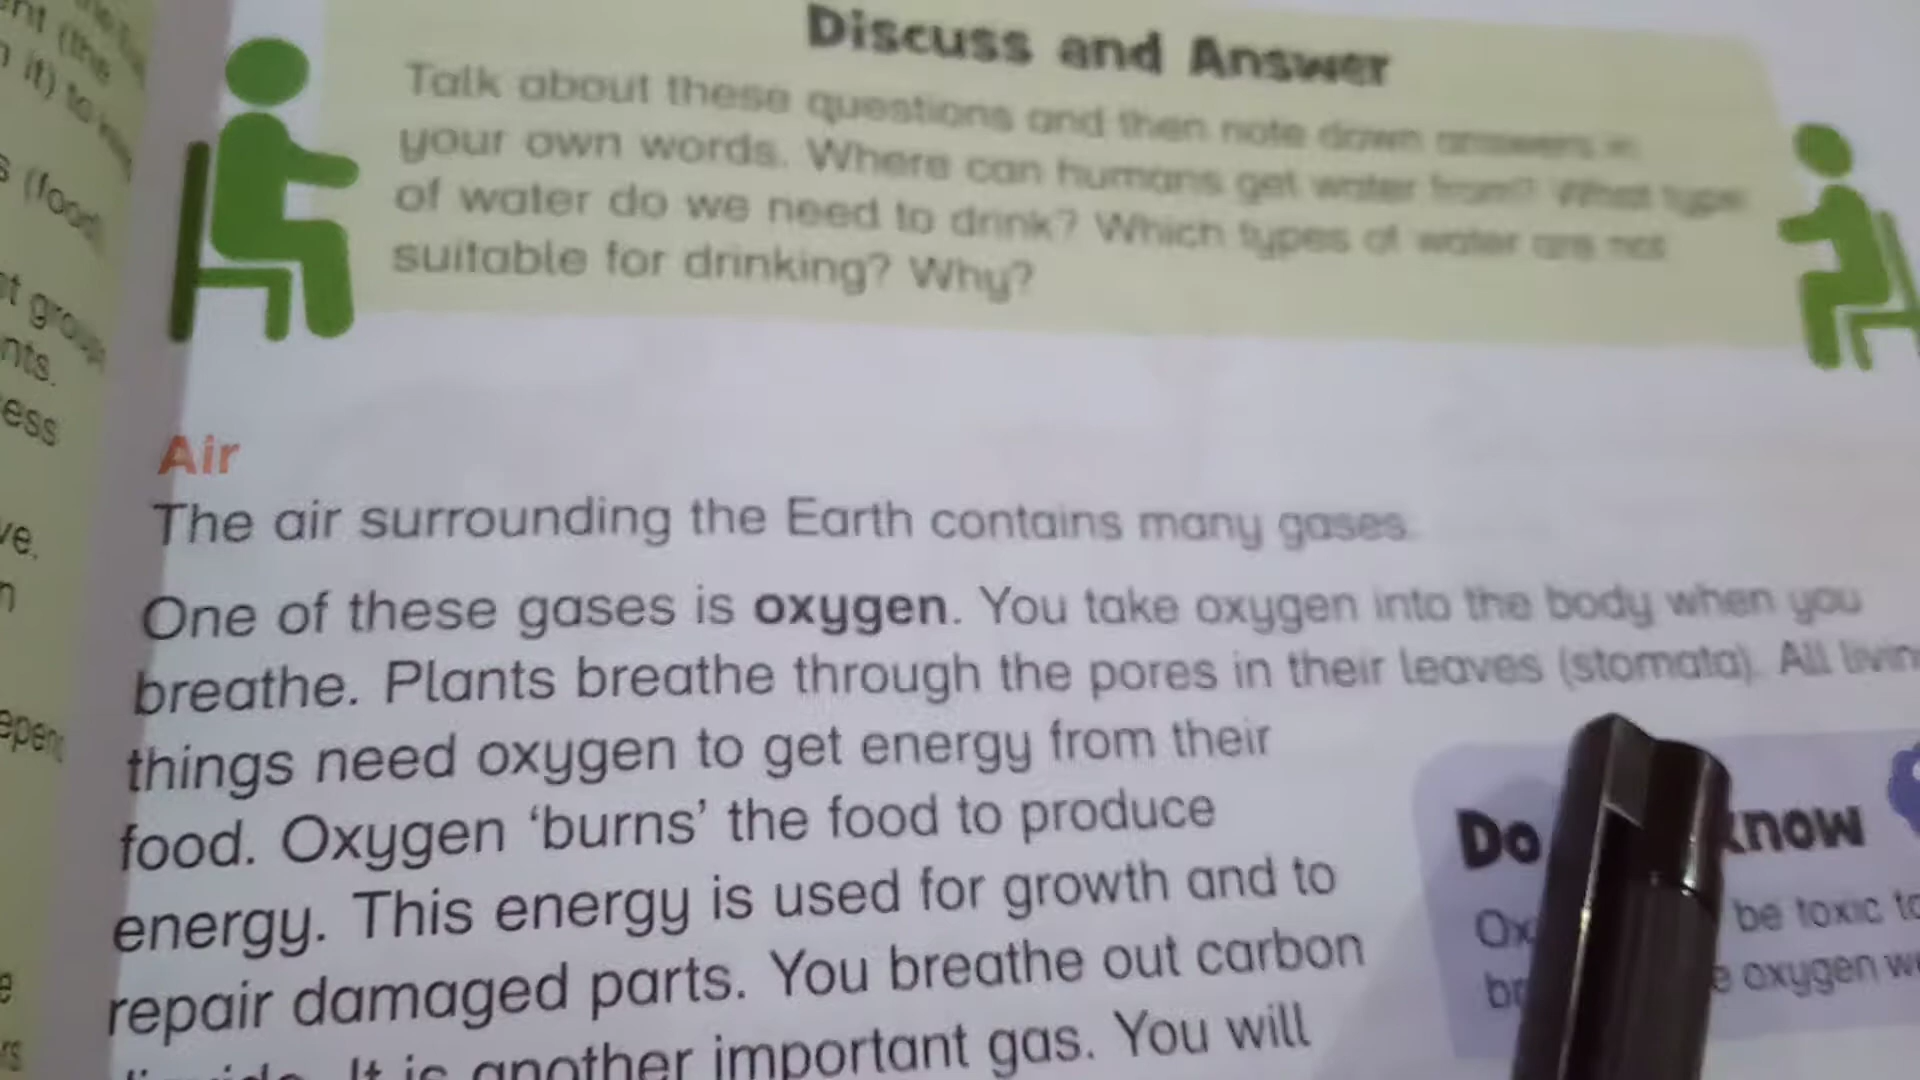 Discuss and Answer
Talk about these questions and then note down answers in
your own words. Where can humans get water from? What type
of water do we need to drink? Which types of water are not
suitable for drinking? Why?
Air
The air surrounding the Earth contains many gases.
One of these gases is oxygen. You take oxygen into the body when you
breathe. Plants breathe through the pores in their leaves (stomata). All
things need oxygen to get energy from their
food. Oxygen ‘burns’ the food to produce
energy. This energy is used for growth and to
repair damaged parts. You breathe out carbon
It is another important gas. You will
Do know
be toxic
oxygen
(the
it) to
(food
ess